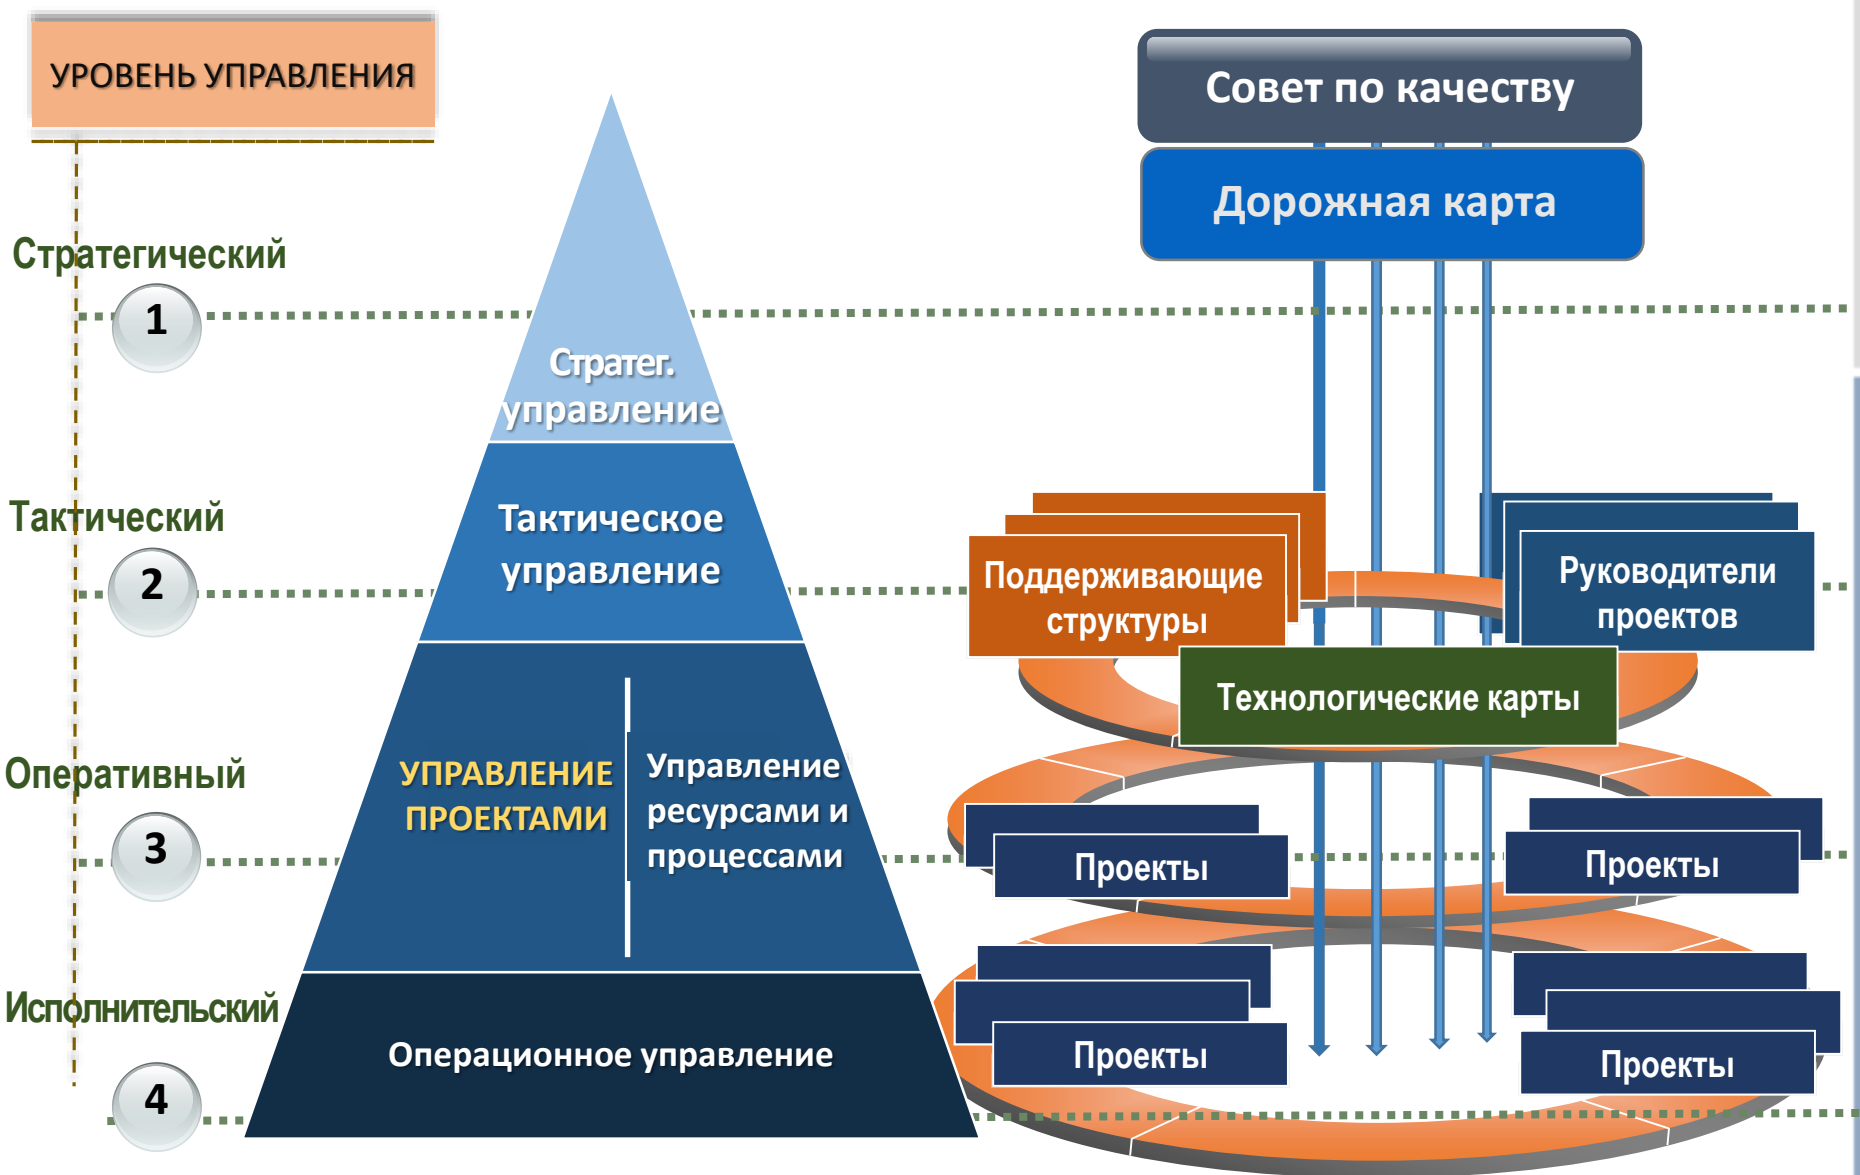 УРОВЕНЬ УПРАВЛЕНИЯ
Совет по качеству
Дорожная карта
Стратегический
1
Стратег.
управление
Тактический
2
Тактическое
управление
Поддерживающие
структуры
Руководители
проектов
Технологические карты
Оперативный
3
УПРАВЛЕНИЕ
ПРОЕКТАМИ
Управление
ресурсами и
процессами
Проекты
Проекты
Исполнительский
4
Операционное управление
Проекты
Проекты